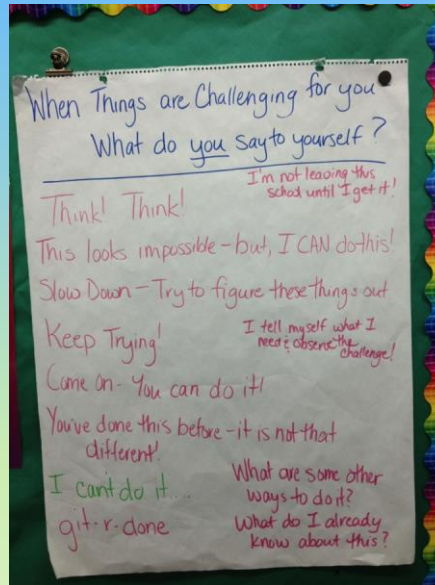 When Things are Challenging for you
What do you say to yourself?
I'm not leaving this
school until I get it!
Think! Think!
This looks impossible - but, I CAN do this!
Slow Down - Try to figure these things out
Keep Trying!
I tell myself what I
need & observe the
challenge!
Come on - You can do it!
You've done this before - it is not that
different!
I can't do it...
git-r-done
What are some other
ways to do it?
What do I already
know about this?